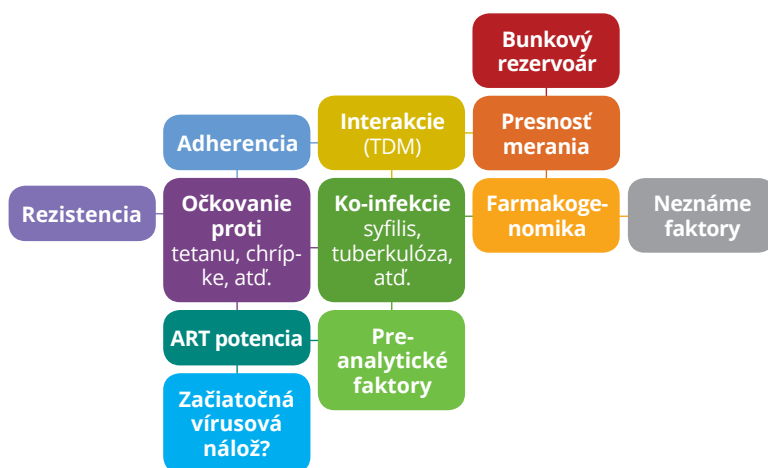 Bunkový
rezervoár
Adherencia
Interakcie
(TDM)
Presnosť
merania
Rezistencia
Očkovanie
proti
tetanu, chríp-
ke, atď.
Ko-infekcie
syfilis,
tuberkulóza,
atď.
Farmakoge-
nomika
Neznáme
faktory
ART potencia
Pre-
analytické
faktory
Začiatočná
vírusová
nálož?